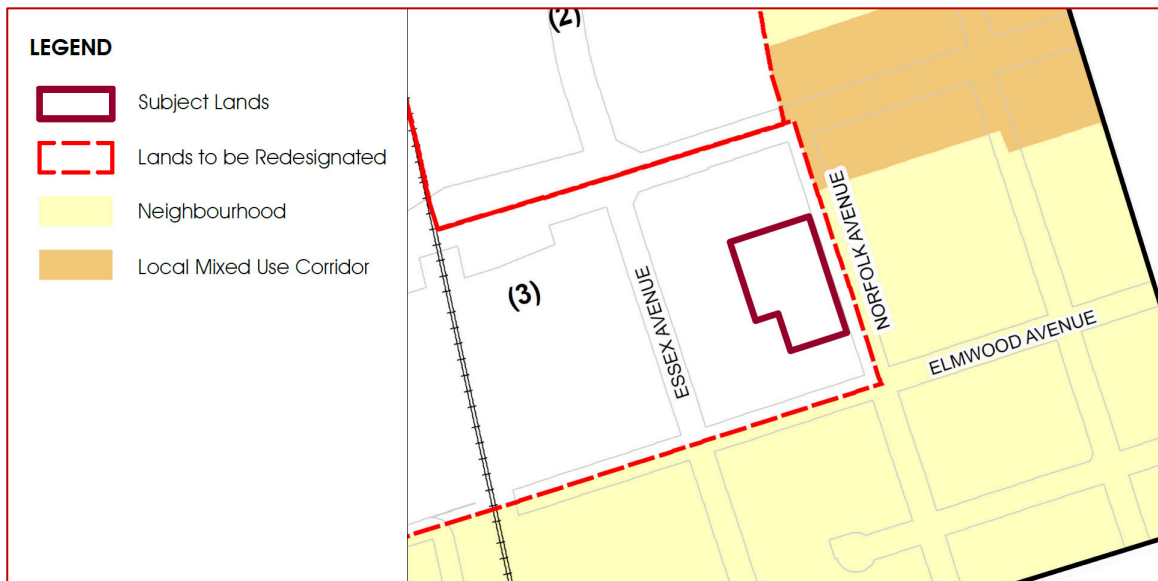 LEGEND
Subject Lands
Lands to be Redesignated
Neighbourhood
Local Mixed Use Corridor
(2)
(3)
ESSEX AVENUE
NORFOLK AVENUE
ELMWOOD AVENUE